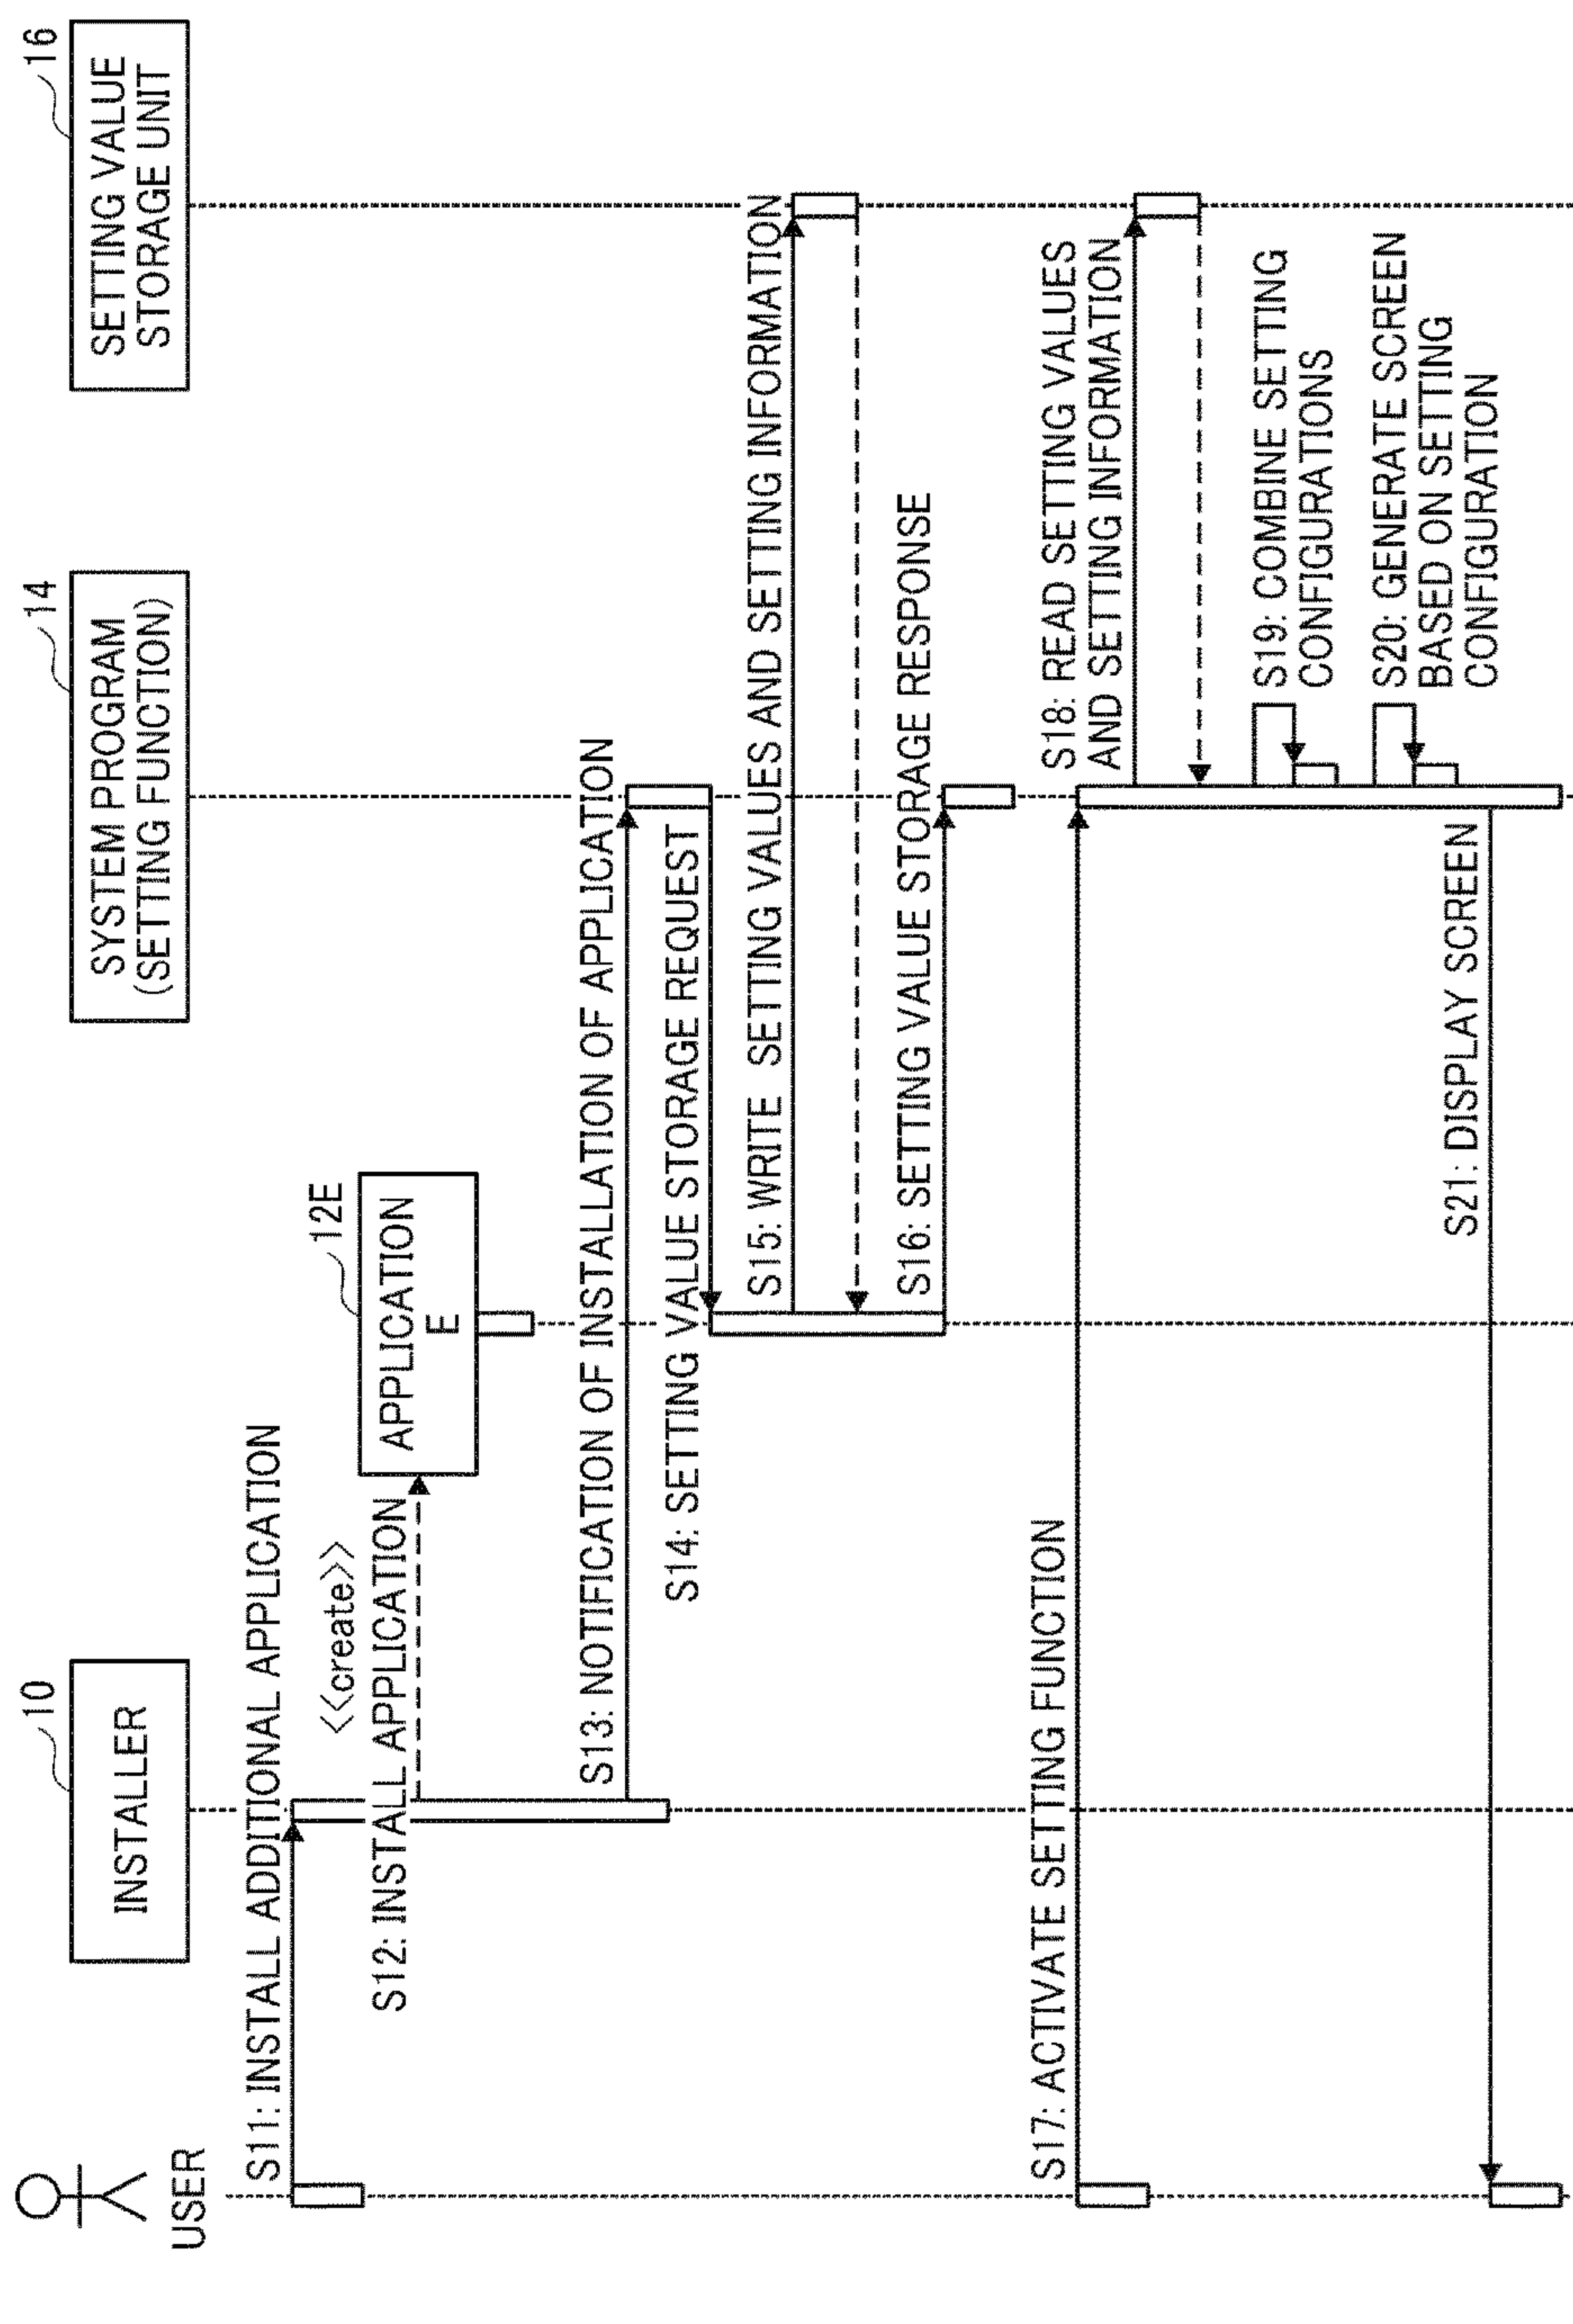 USER
10
INSTALLER
12E
APPLICATION
E
14
SYSTEM PROGRAM
(SETTING FUNCTION)
16
SETTING VALUE
STORAGE UNIT
S11: INSTALL ADDITIONAL APPLICATION
<<create>>
S12: INSTALL APPLICATION
S13: NOTIFICATION OF INSTALLATION OF APPLICATION
S14: SETTING VALUE STORAGE REQUEST
S15: WRITE SETTING VALUES AND SETTING INFORMATION
S16: SETTING VALUE STORAGE RESPONSE
S17: ACTIVATE SETTING FUNCTION
S18: READ SETTING VALUES
AND SETTING INFORMATION
S19: COMBINE SETTING
CONFIGURATIONS
S20: GENERATE SCREEN
BASED ON SETTING
CONFIGURATION
S21: DISPLAY SCREEN